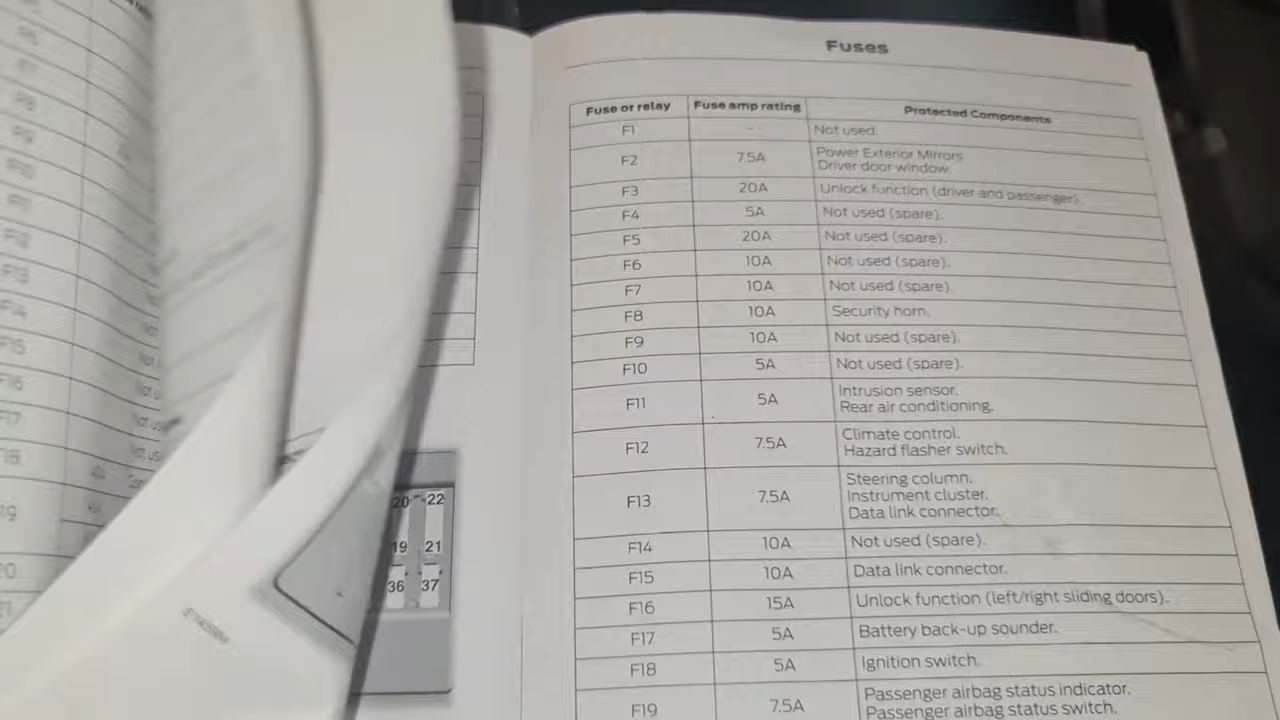 Fuses
Fuse or relay Fuse amp rating Protected Components
F1 - Not used.
F2 7.5A Power Exterior Mirrors
Driver door window.
F3 20A Unlock function (driver and passenger).
F4 5A Not used (spare).
F5 20A Not used (spare).
F6 10A Not used (spare).
F7 10A Not used (spare).
F8 10A Security horn.
F9 10A Not used (spare).
F10 5A Not used (spare).
F11 5A Intrusion sensor.
Rear air conditioning.
F12 7.5A Climate control.
Hazard flasher switch.
F13 7.5A Steering column.
Instrument cluster.
Data link connector.
F14 10A Not used (spare).
F15 10A Data link connector.
F16 15A Unlock function (left/right sliding doors).
F17 5A Battery back-up sounder.
F18 5A Ignition switch.
F19 7.5A Passenger airbag status indicator.
Passenger airbag status switch.
20 22
19 21
36 37
F13
F14
F15
F16
F17